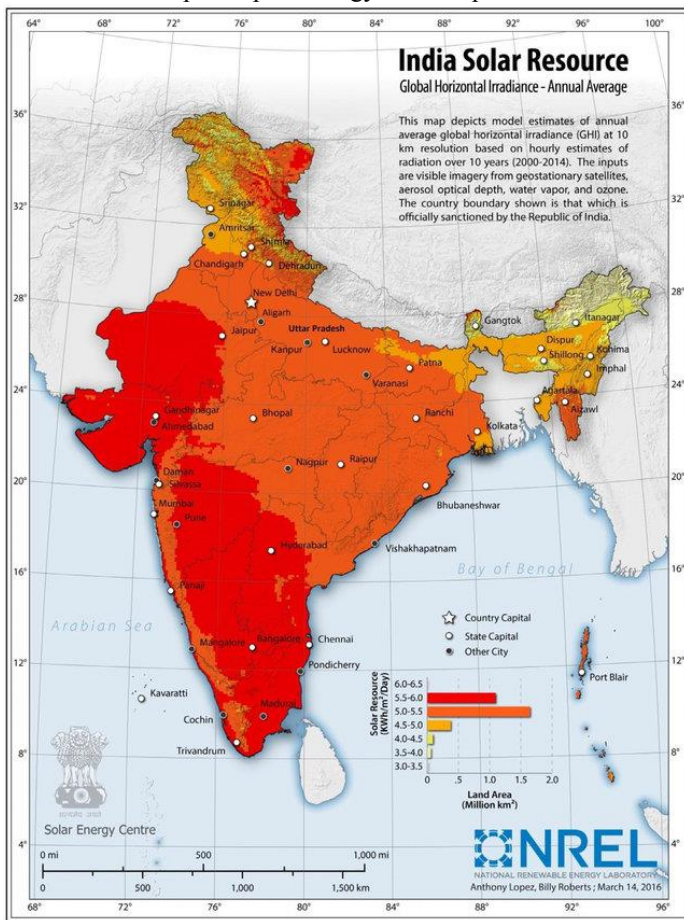 64° 68° 72° 76° 80° 84° 88° 92° 96° 100°
India Solar Resource
Global Horizontal Irradiance - Annual Average
This map depicts model estimates of annual
average global horizontal irradiance (GHI) at 10
km resolution based on hourly estimates of
radiation over 10 years (2000-2014). The inputs
are visible imagery from geostationary satellites,
aerosol optical depth, water vapor, and ozone.
The country boundary shown is that which is
officially sanctioned by the Republic of India.
36°
36°
32°
32°
28°
28°
24°
24°
20°
20°
16°
16°
12°
12°
8°
8°
4°
4°
Srinagar
Amritsar
Shimla
Chandigarh
Dehradun
New Delhi
Aligarh
Jaipur
Uttar Pradesh
Kanpur
Lucknow
Gangtok
Itanagar
Dispur
Shillong
Kohima
Imphal
Patna
Varanasi
Agartala
Aizawl
Gandhinagar
Ahmedabad
Bhopal
Ranchi
Kolkata
Daman
Silvassa
Nagpur
Raipur
Bhubaneshwar
Mumbai
Pune
Hyderabad
Vishakhapatnam
Panaji
Bay of Bengal
Arabian Sea
Mangalore
Bangalore
Chennai
Pondicherry
Kavaratti
Cochin
Madurai
Trivandrum
Port Blair
Country Capital
State Capital
Other City
Solar Resource
(KWh/m²/Day)
6.0-6.5
5.5-6.0
5.0-5.5
4.5-5.0
4.0-4.5
3.5-4.0
3.0-3.5
0 .5 1.0 1.5 2.0
Land Area
(Million km²)
Solar Energy Centre
0 mi 500 1,000 mi
0 500 1,000 1,500 km
NREL
NATIONAL RENEWABLE ENERGY LABORATORY
Anthony Lopez, Billy Roberts ; March 14, 2016
68° 72° 76° 80° 84° 88° 92° 96°